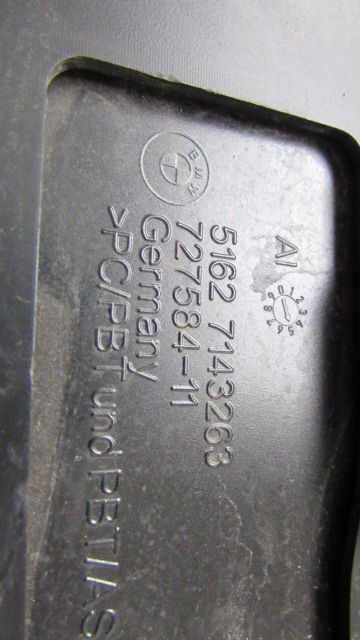 AI
5162 7143263
727584-11
BMW
Germany
>PC/PBT und PBT/AS